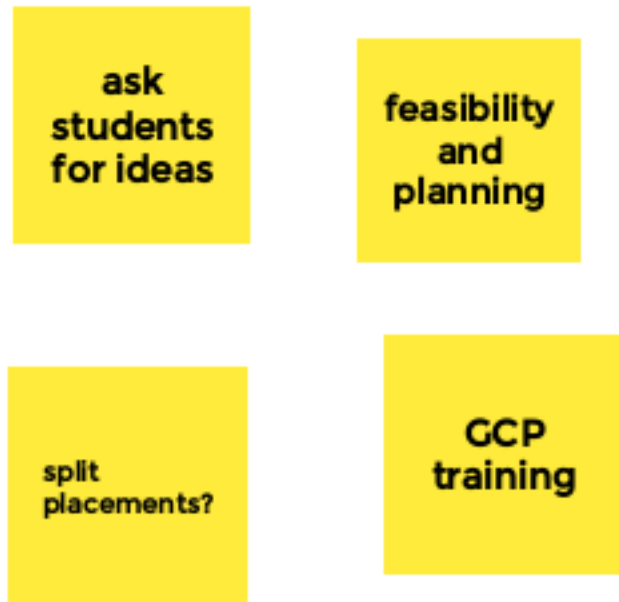 ask
students
for ideas
feasibility
and
planning
split
placements?
GCP
training